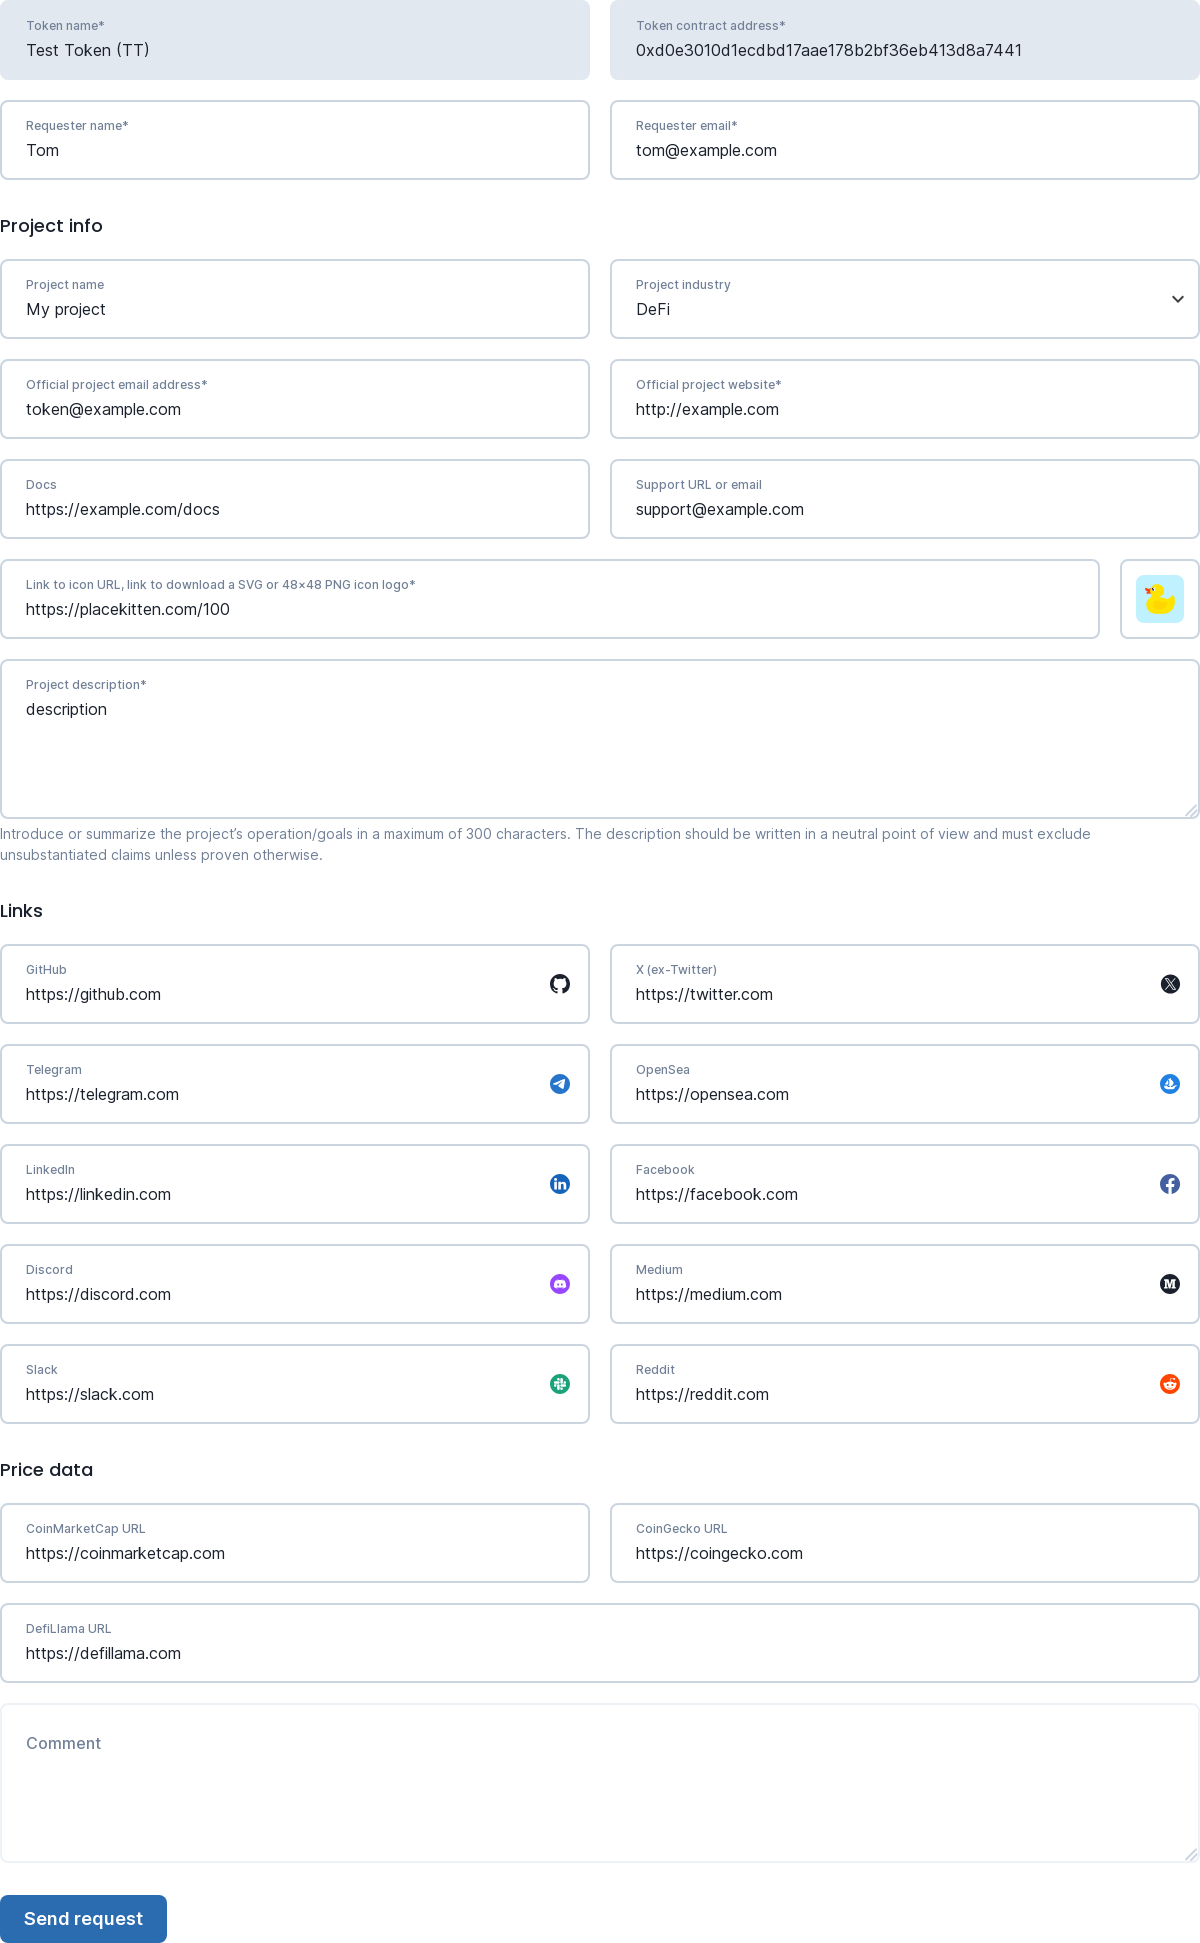 Token name*
Test Token (TT)
Token contract address*
0xd0e3010d1ecdbd17aae178b2bf36eb413d8a7441
Requester name*
Tom
Requester email*
tom@example.com
Project info
Project name
My project
Project industry
DeFi
Official project email address*
token@example.com
Official project website*
http://example.com
Docs
https://example.com/docs
Support URL or email
support@example.com
Link to icon URL, link to download a SVG or 48×48 PNG icon logo*
https://placekitten.com/100
Project description*
description
Introduce or summarize the project’s operation/goals in a maximum of 300 characters. The description should be written in a neutral point of view and must exclude
unsubstantiated claims unless proven otherwise.
Links
GitHub
https://github.com
X (ex-Twitter)
https://twitter.com
Telegram
https://telegram.com
OpenSea
https://opensea.com
LinkedIn
https://linkedin.com
Facebook
https://facebook.com
Discord
https://discord.com
Medium
https://medium.com
Slack
https://slack.com
Reddit
https://reddit.com
Price data
CoinMarketCap URL
https://coinmarketcap.com
CoinGecko URL
https://coingecko.com
DefiLlama URL
https://defillama.com
Comment
Send request